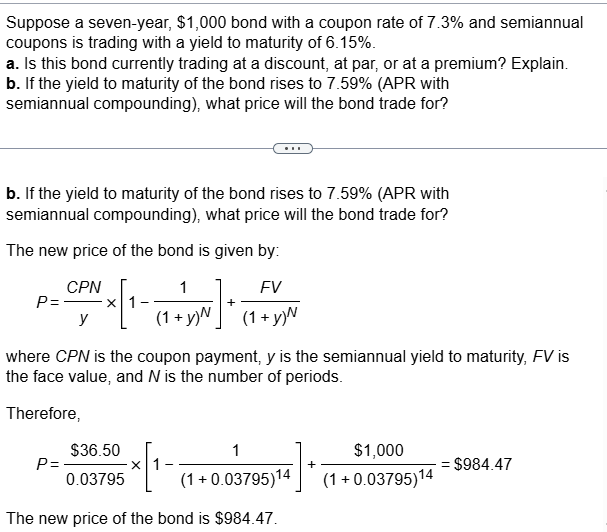 Suppose a seven-year, $1,000 bond with a coupon rate of 7.3% and semiannual
coupons is trading with a yield to maturity of 6.15%.
a. Is this bond currently trading at a discount, at par, or at a premium? Explain.
b. If the yield to maturity of the bond rises to 7.59% (APR with
semiannual compounding), what price will the bond trade for?
b. If the yield to maturity of the bond rises to 7.59% (APR with
semiannual compounding), what price will the bond trade for?
The new price of the bond is given by:
P = CPN / y × [1 − 1 / (1 + y)^N] + FV / (1 + y)^N
where CPN is the coupon payment, y is the semiannual yield to maturity, FV is
the face value, and N is the number of periods.
Therefore,
P = $36.50 / 0.03795 × [1 − 1 / (1 + 0.03795)^14] + $1,000 / (1 + 0.03795)^14 = $984.47
The new price of the bond is $984.47.